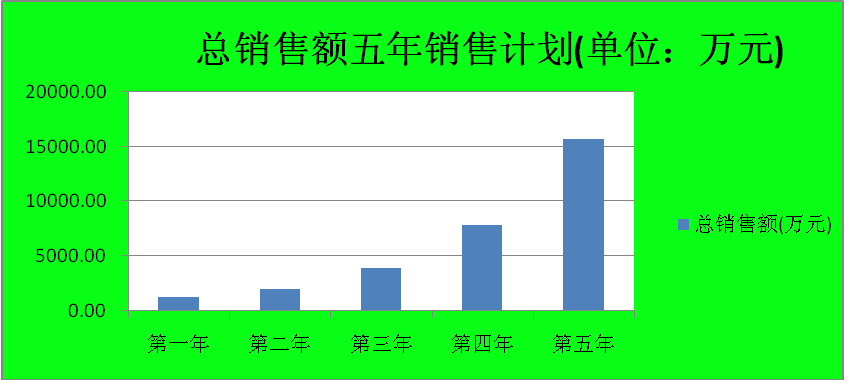 总销售额五年销售计划(单位：万元)
20000.00
15000.00
10000.00
5000.00
0.00
第一年 第二年 第三年 第四年 第五年
总销售额(万元)